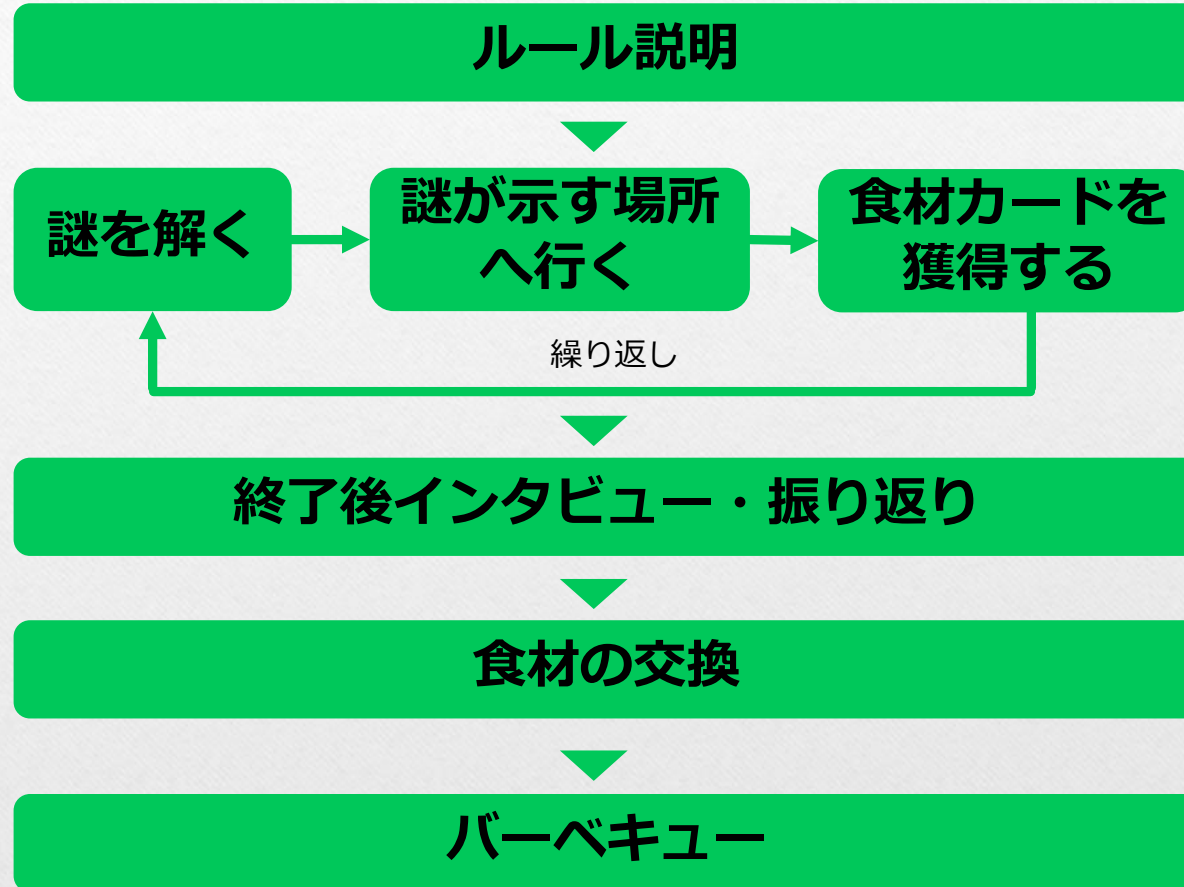 ルール説明
謎を解く
謎が示す場所
へ行く
食材カードを
獲得する
繰り返し
終了後インタビュー・振り返り
食材の交換
バーベキュー